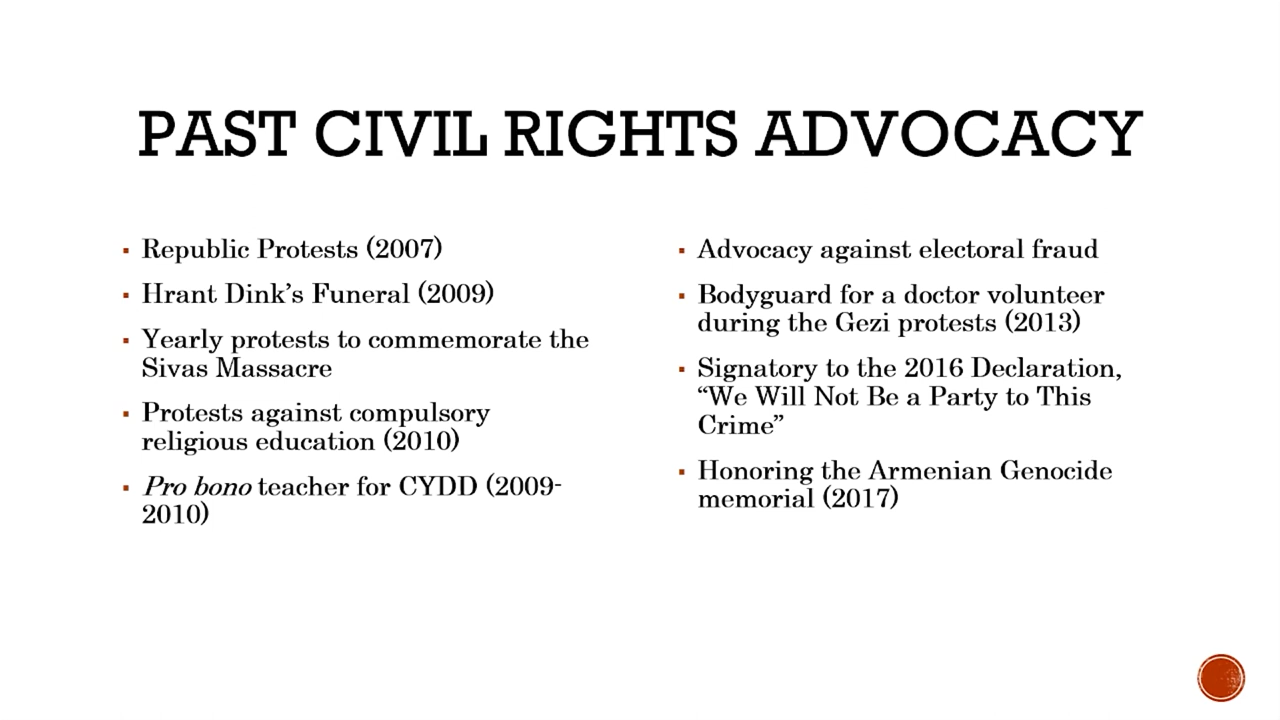 PAST CIVIL RIGHTS ADVOCACY
▪ Republic Protests (2007)
▪ Hrant Dink’s Funeral (2009)
▪ Yearly protests to commemorate the
Sivas Massacre
▪ Protests against compulsory
religious education (2010)
▪ Pro bono teacher for CYDD (2009-
2010)
▪ Advocacy against electoral fraud
▪ Bodyguard for a doctor volunteer
during the Gezi protests (2013)
▪ Signatory to the 2016 Declaration,
“We Will Not Be a Party to This
Crime”
▪ Honoring the Armenian Genocide
memorial (2017)